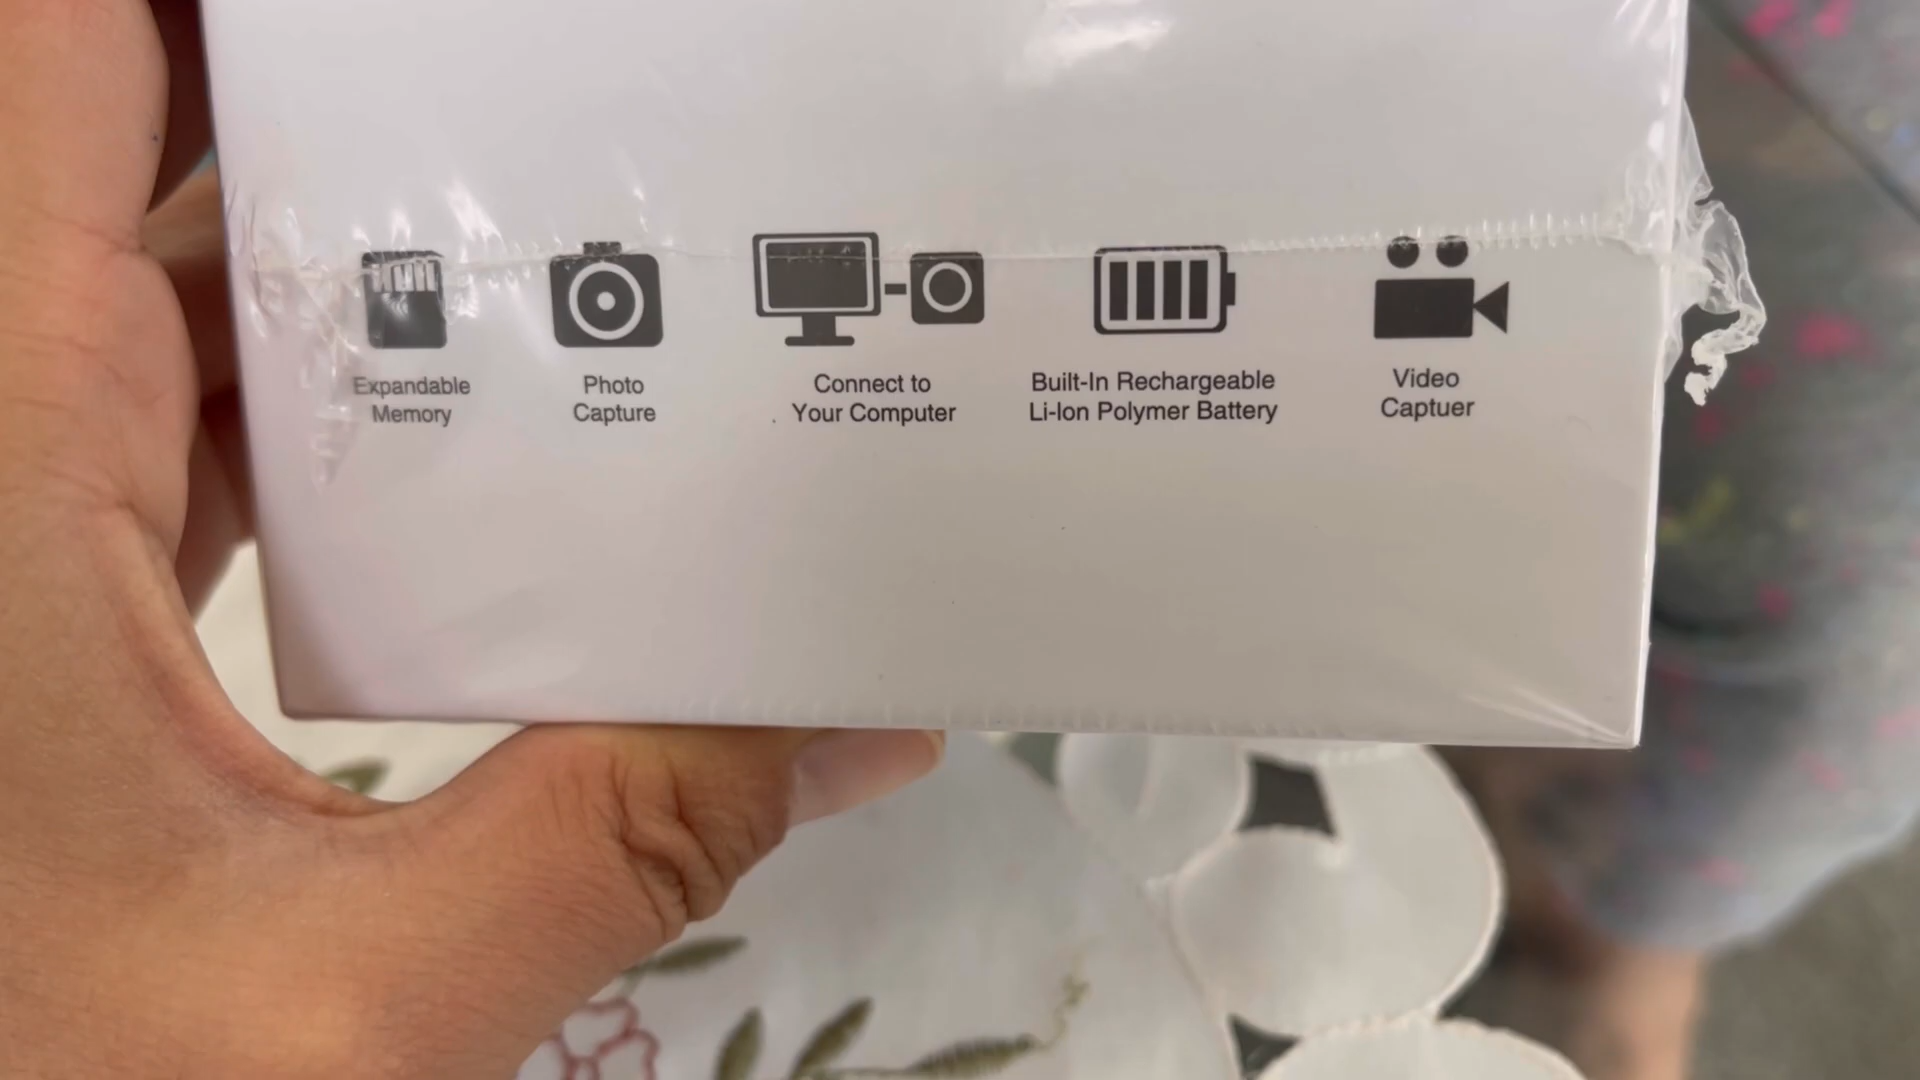 Expandable
Memory
Photo
Capture
Connect to
Your Computer
Built-In Rechargeable
Li-Ion Polymer Battery
Video
Captuer